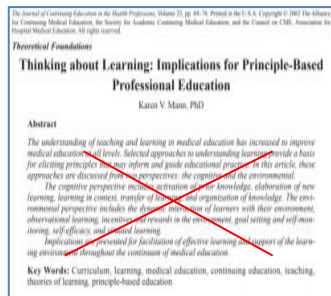 The Journal of Continuing Education in the Health Professions, Volume 22, pp. 69–76. Printed in the U.S.A. Copyright © 2002 The Alliance
for Continuing Medical Education, the Society for Academic Continuing Medical Education, and the Council on CME, Association for
Hospital Medical Education. All rights reserved.
Theoretical Foundations
Thinking about Learning: Implications for Principle-Based
Professional Education
Karen V. Mann, PhD
Abstract
The understanding of teaching and learning in medical education has increased to improve
medical education at all levels. Selected approaches to understanding learning provide a basis
for eliciting principles that may inform and guide educational practice. In this article, these
approaches are discussed from two perspectives: the cognitive and the environmental.
The cognitive perspective includes activation of prior knowledge, elaboration of new
learning, learning in context, transfer of learning, and organization of knowledge. The envi-
ronmental perspective includes the dynamic interaction of learners with their environment,
observational learning, incentives and rewards in the environment, goal setting and self-mon-
itoring, self-efficacy, and situated learning.
Implications are presented for facilitation of effective learning and support of the learn-
ing environment throughout the continuum of medical education.
Key Words: Curriculum, learning, medical education, continuing education, teaching,
theories of learning, principle-based education